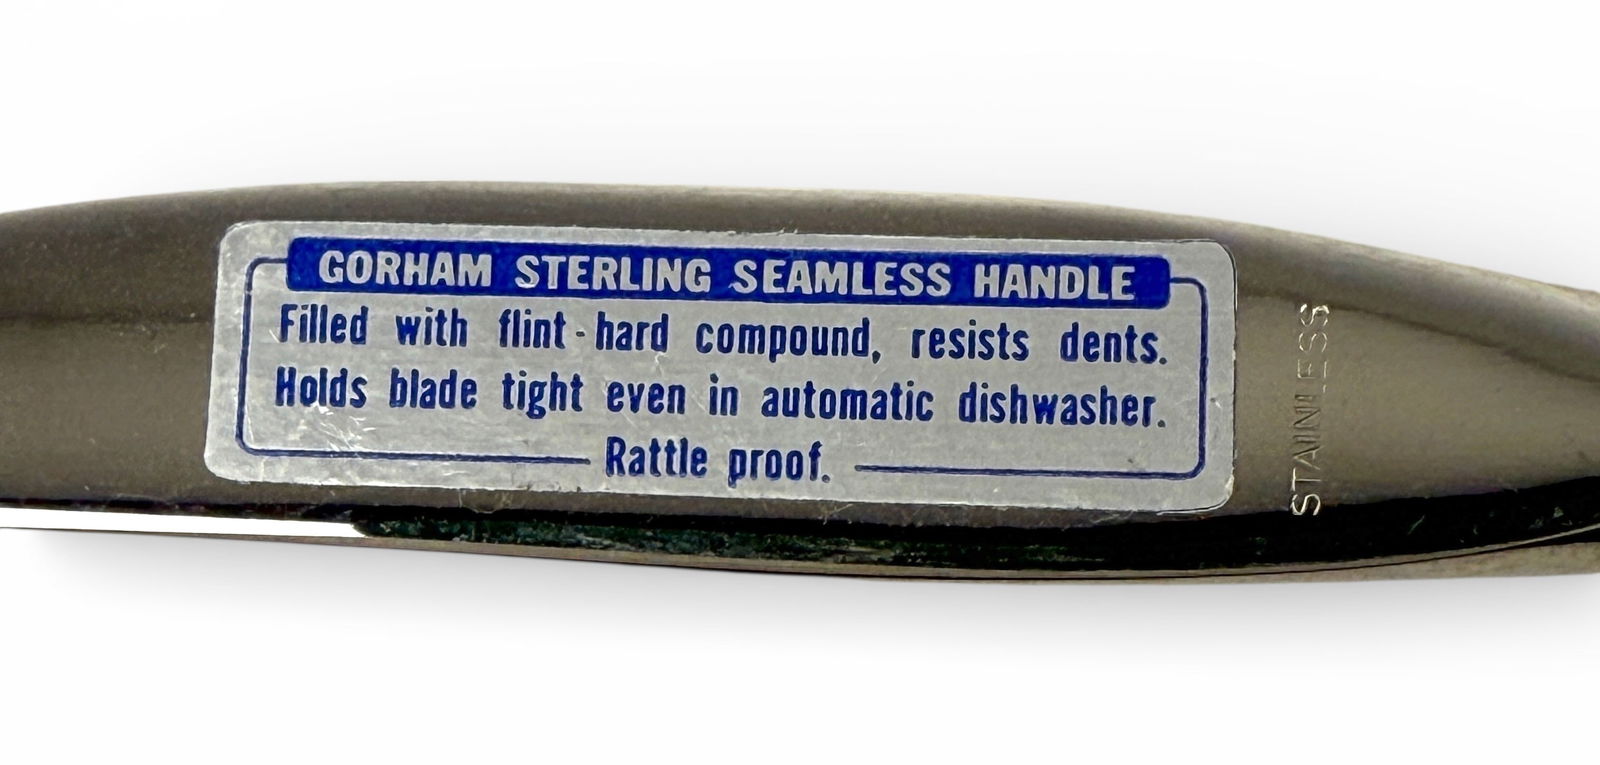 GORHAM STERLING SEAMLESS HANDLE
Filled with flint-hard compound, resists dents.
Holds blade tight even in automatic dishwasher.
Rattle proof.
STAINLESS